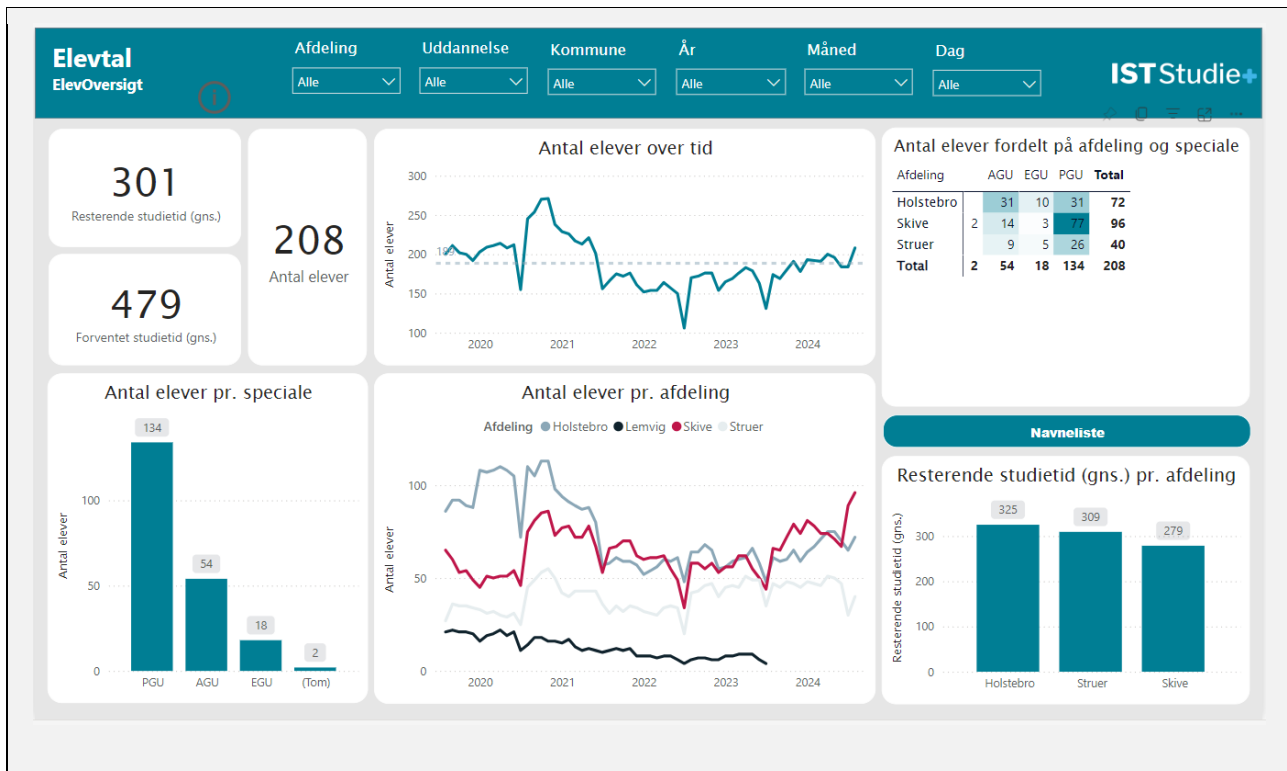 Elevtal
ElevOversigt
Afdeling
Alle
Uddannelse
Alle
Kommune
Alle
År
Alle
Måned
Alle
Dag
Alle
ISTStudie+
301
Resterende studietid (gns.)
479
Forventet studietid (gns.)
208
Antal elever
Antal elever over tid
Antal elever
300
250
200
150
100
189
2020 2021 2022 2023 2024
Antal elever fordelt på afdeling og speciale
Afdeling AGU EGU PGU Total
Holstebro 31 10 31 72
Skive 2 14 3 77 96
Struer 9 5 26 40
Total 2 54 18 134 208
Antal elever pr. speciale
Antal elever
100
50
0
134
54
18
2
PGU AGU EGU (Tom)
Antal elever pr. afdeling
Afdeling Holstebro Lemvig Skive Struer
Antal elever
100
50
0
2020 2021 2022 2023 2024
Navneliste
Resterende studietid (gns.) pr. afdeling
Resterende studietid (gns.)
300
200
100
0
325
309
279
Holstebro Struer Skive